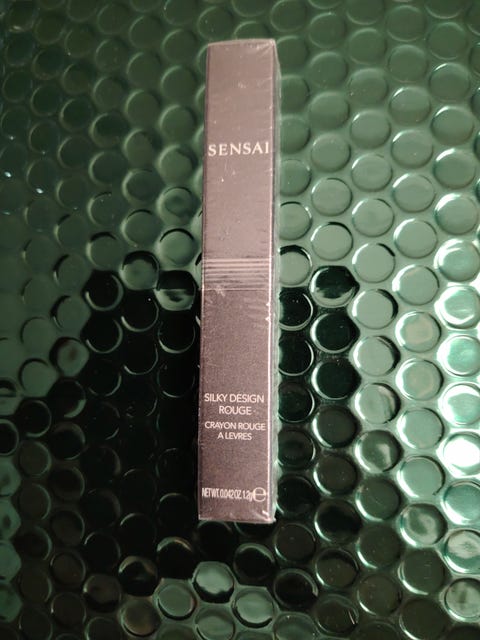 SENSAI
SILKY DESIGN
ROUGE
CRAYON ROUGE
A LEVRES
NET WT. 0.042 OZ. 1.2g ℮